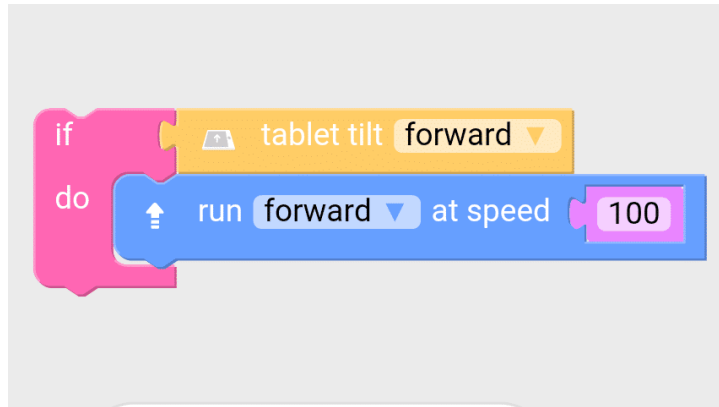 if tablet tilt forward
do run forward at speed 100